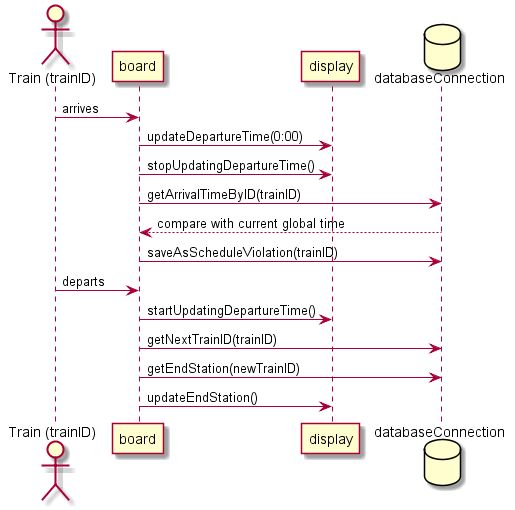 Train (trainID)
board
display
databaseConnection
arrives
updateDepartureTime(0:00)
stopUpdatingDepartureTime()
getArrivalTimeByID(trainID)
compare with current global time
saveAsScheduleViolation(trainID)
departs
startUpdatingDepartureTime()
getNextTrainID(trainID)
getEndStation(newTrainID)
updateEndStation()
Train (trainID)
board
display
databaseConnection